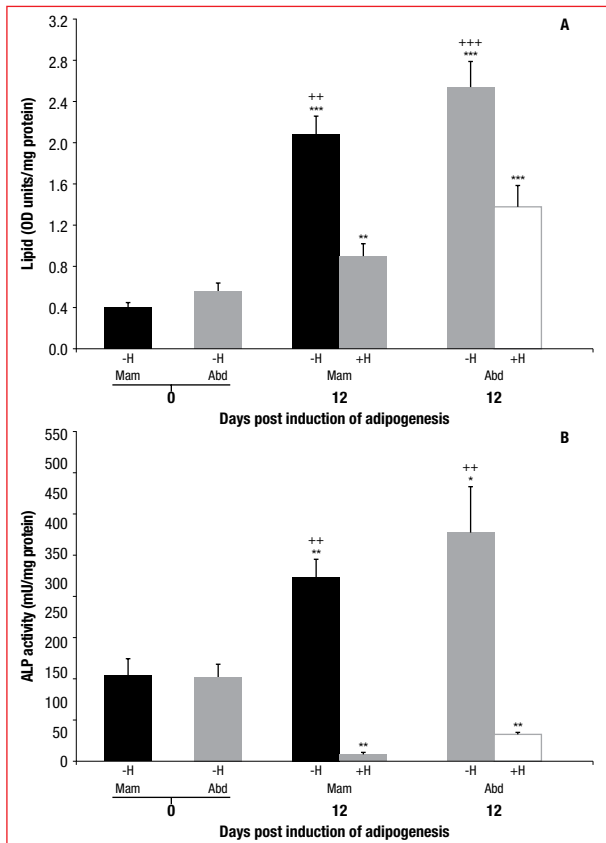 A
Lipid (OD units/mg protein)
3.2
2.8
2.4
2.0
1.6
1.2
0.8
0.4
0.0
++
***
**
+++
***
***
-H -H -H +H -H +H
Mam Abd Mam Abd
0 12 12
Days post induction of adipogenesis
B
ALP activity (mU/mg protein)
550
500
450
400
350
300
250
200
150
100
50
0
++
**
**
++
*
**
-H -H -H +H -H +H
Mam Abd Mam Abd
0 12 12
Days post induction of adipogenesis